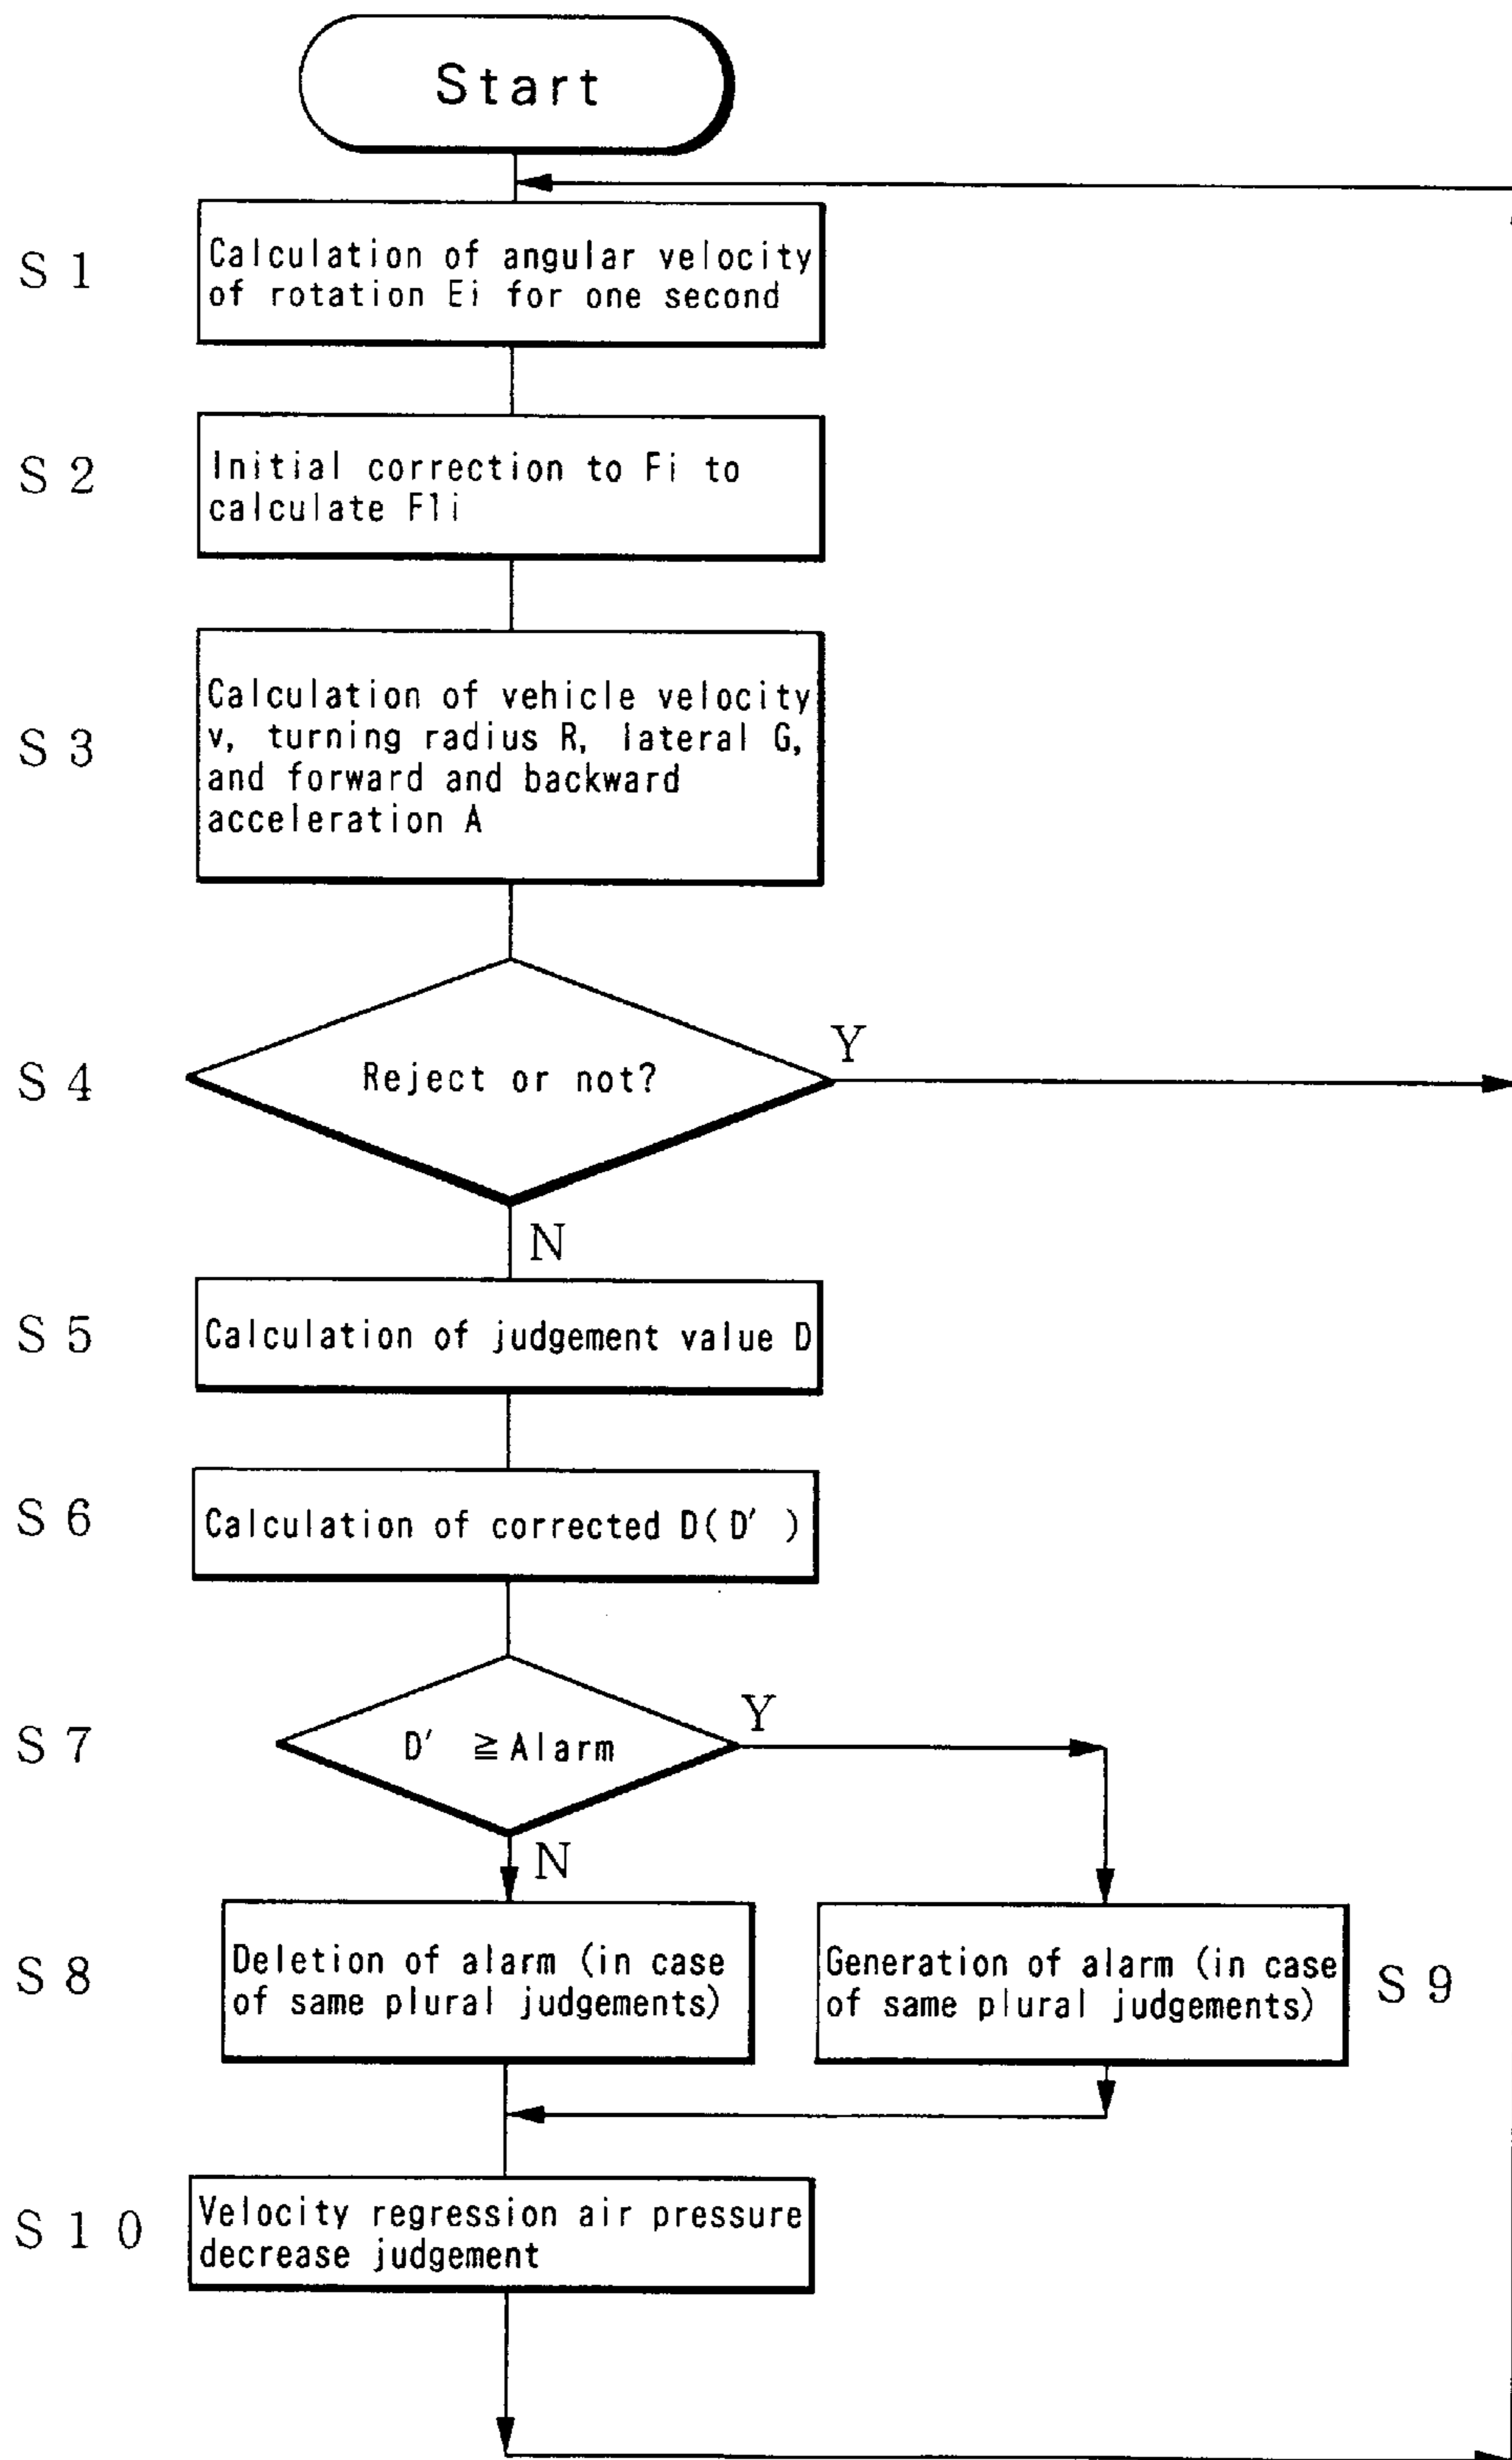 Start
S 1
Calculation of angular velocity
of rotation Ei for one second
S 2
Initial correction to Fi to
calculate F1i
S 3
Calculation of vehicle velocity
v, turning radius R, lateral G,
and forward and backward
acceleration A
S 4
Reject or not?
Y
N
S 5
Calculation of judgement value D
S 6
Calculation of corrected D(D′ )
S 7
D′ ≧Alarm
Y
N
S 8
Deletion of alarm (in case
of same plural judgements)
Generation of alarm (in case
of same plural judgements)
S 9
S 1 0
Velocity regression air pressure
decrease judgement